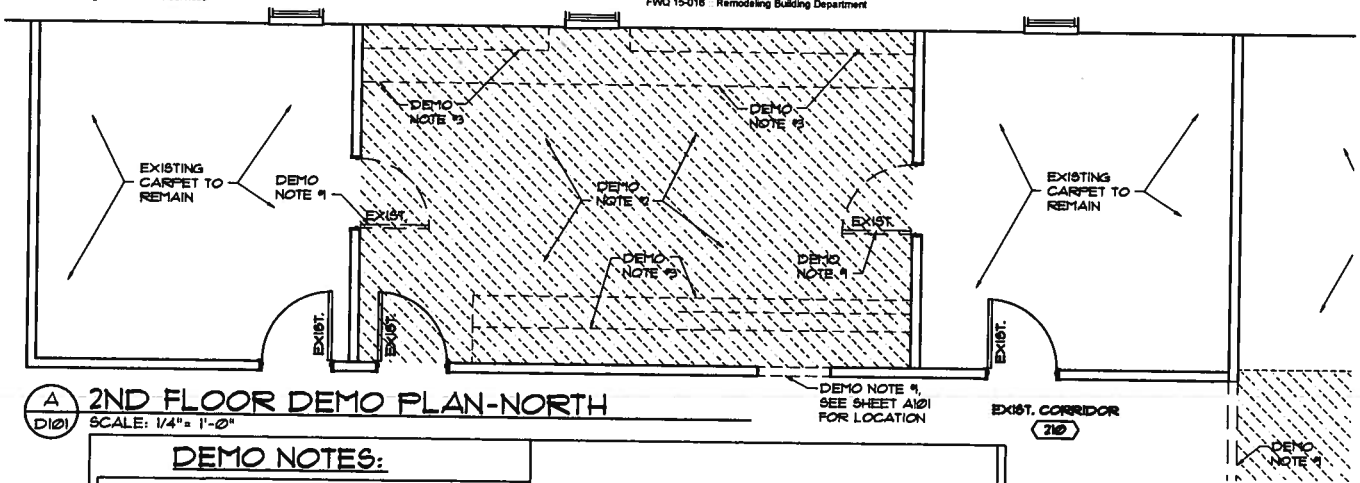 FWQ 15-016 : Remodeling Building Department
DEMO
NOTE #3
DEMO
NOTE #3
EXISTING
CARPET TO
REMAIN
DEMO
NOTE #1
EXIST.
DEMO
NOTE #2
EXIST.
DEMO
NOTE #1
EXISTING
CARPET TO
REMAIN
DEMO
NOTE #3
EXIST.
EXIST.
EXIST.
DEMO NOTE #1,
SEE SHEET A101
FOR LOCATION
A
D101
2ND FLOOR DEMO PLAN-NORTH
SCALE: 1/4" = 1'-0"
EXIST. CORRIDOR
210
DEMO NOTES:
DEMO
NOTE #1